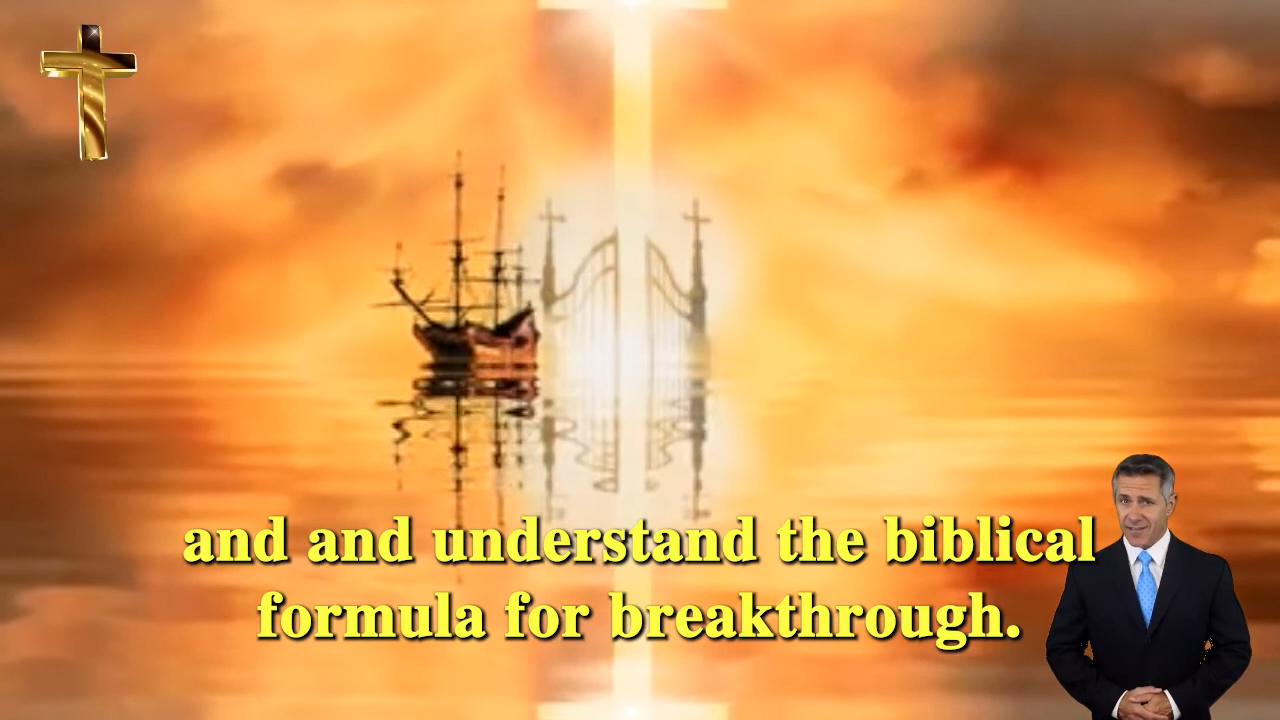 and and understand the biblical
formula for breakthrough.